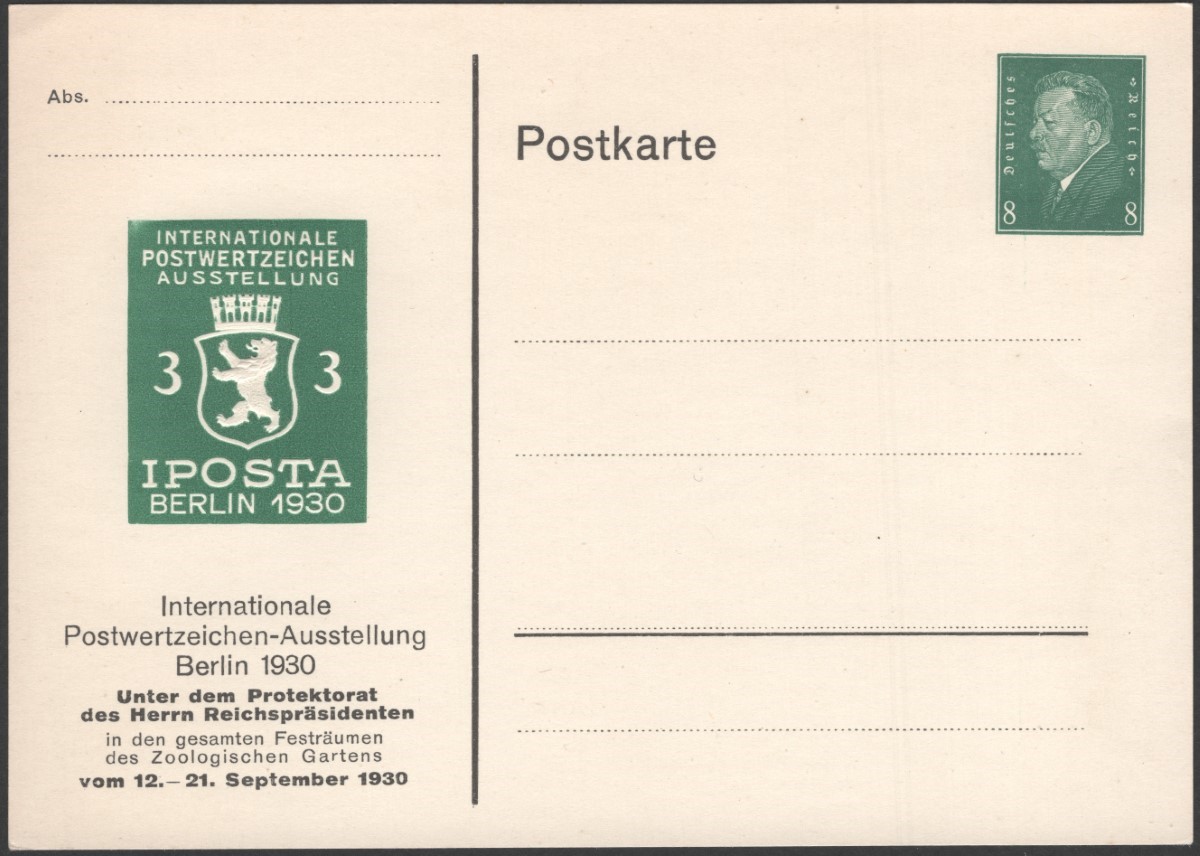 Abs.
INTERNATIONALE
POSTWERTZEICHEN
AUSSTELLUNG
3 3
IPOSTA
BERLIN 1930
Internationale
Postwertzeichen-Ausstellung
Berlin 1930
Unter dem Protektorat
des Herrn Reichspräsidenten
in den gesamten Festräumen
des Zoologischen Gartens
vom 12.–21. September 1930
Postkarte
Deutsches
Reich
8 8